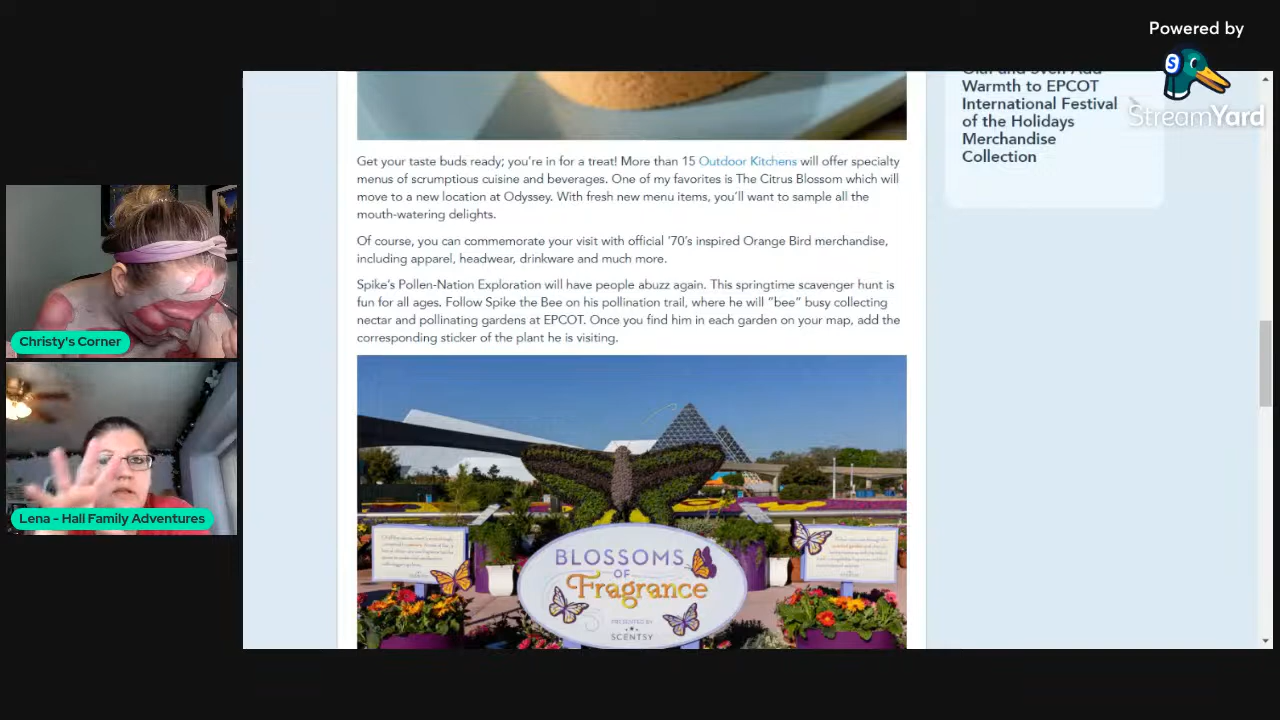 Powered by
S
StreamYard
Olaf and Sven Add
Warmth to EPCOT
International Festival
of the Holidays
Merchandise
Collection
Get your taste buds ready; you're in for a treat! More than 15 Outdoor Kitchens will offer specialty
menus of scrumptious cuisine and beverages. One of my favorites is The Citrus Blossom which will
move to a new location at Odyssey. With fresh new menu items, you'll want to sample all the
mouth-watering delights.
Of course, you can commemorate your visit with official '70's inspired Orange Bird merchandise,
including apparel, headwear, drinkware and much more.
Spike's Pollen-Nation Exploration will have people abuzz again. This springtime scavenger hunt is
fun for all ages. Follow Spike the Bee on his pollination trail, where he will "bee" busy collecting
nectar and pollinating gardens at EPCOT. Once you find him in each garden on your map, add the
corresponding sticker of the plant he is visiting.
Christy's Corner
Lena - Hall Family Adventures
BLOSSOMS
OF
Fragrance
PRESENTED BY
SCENTSY